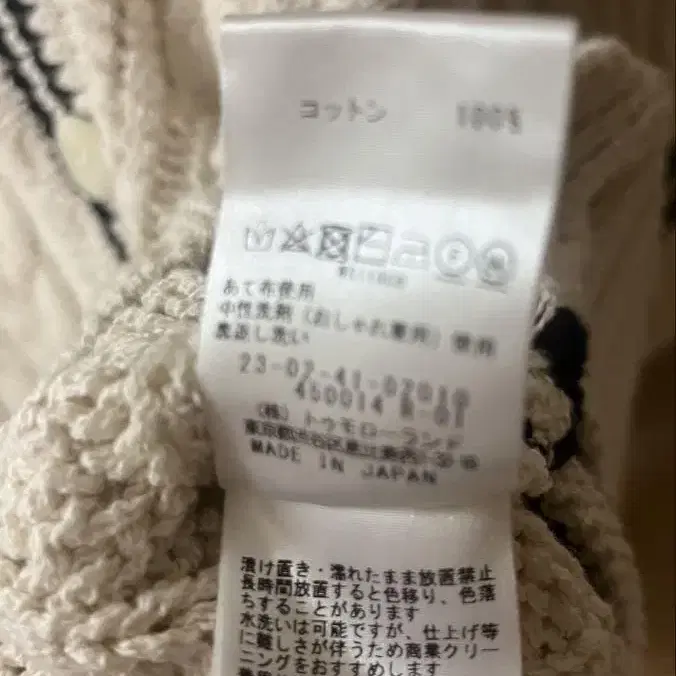 コットン 100%
あて布使用
中性洗剤（おしゃれ着用）使用
裏返し洗い
23-02-41-02010
450014 R-01
（株）トゥモローランド
MADE IN JAPAN
漬け置き・濡れたまま放置禁止
長時間放置すると色移り、色落
ちすることがあります
水洗いは可能ですが、仕上げ等
に難しさが伴うため商業クリー
ニングをおすすめします